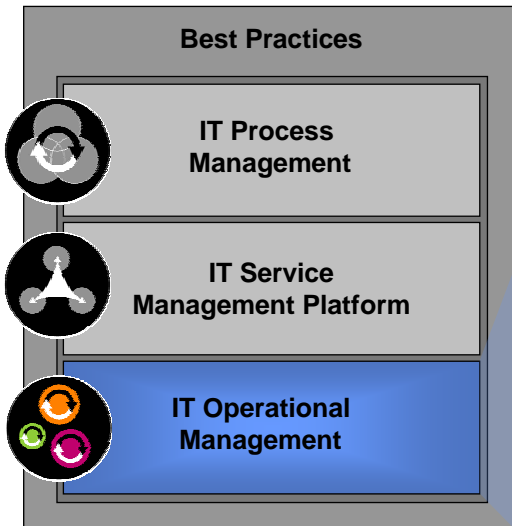 Best Practices
IT Process
Management
IT Service
Management Platform
IT Operational
Management